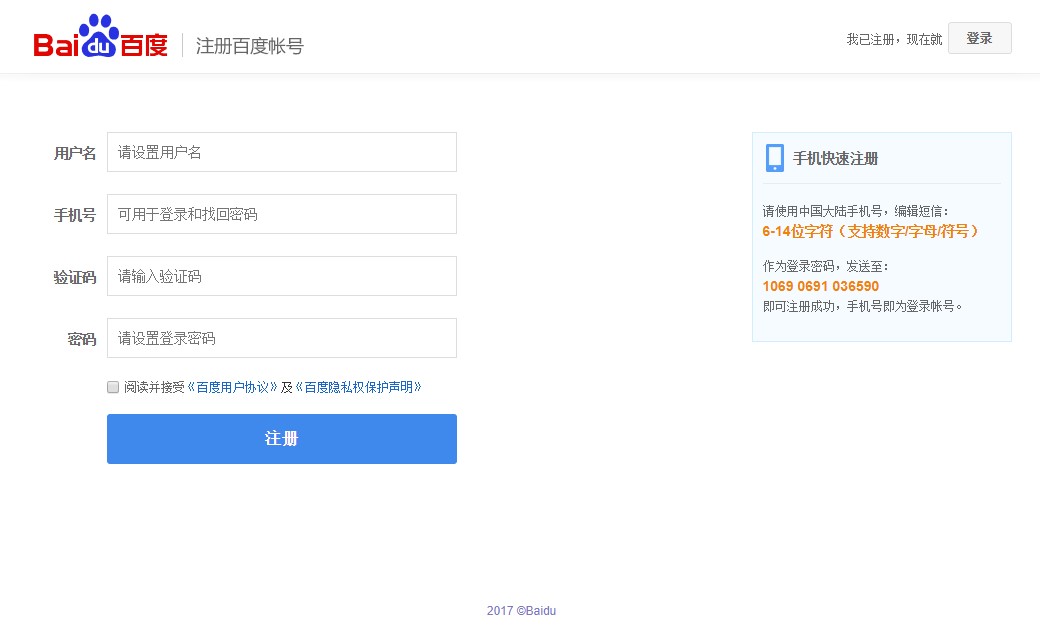 Bai du 百度 注册百度帐号
我已注册，现在就 登录
用户名 请设置用户名
手机号 可用于登录和找回密码
验证码 请输入验证码
密码 请设置登录密码
阅读并接受《百度用户协议》及《百度隐私权保护声明》
注册
手机快速注册
请使用中国大陆手机号，编辑短信：
6-14位字符（支持数字/字母/符号）
作为登录密码，发送至：
1069 0691 036590
即可注册成功，手机号即为登录帐号。
2017 ©Baidu